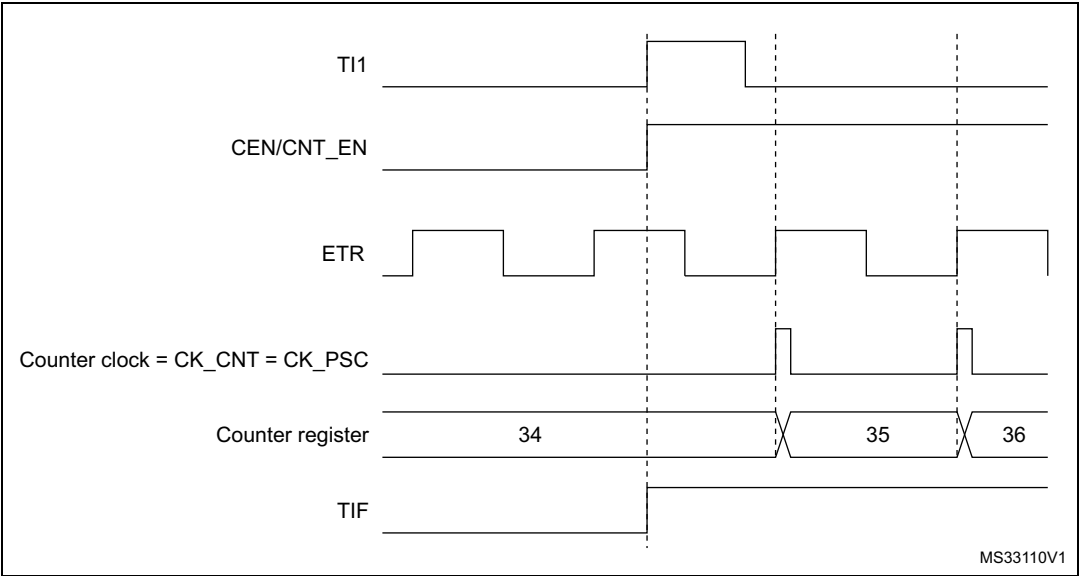 TI1
CEN/CNT_EN
ETR
Counter clock = CK_CNT = CK_PSC
Counter register 34 35 36
TIF
MS33110V1